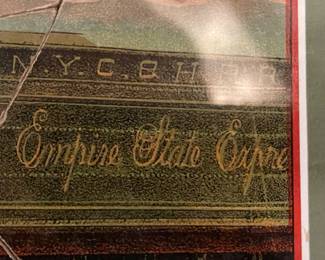 N.Y.C. & H.R.R.
Empire State Expre